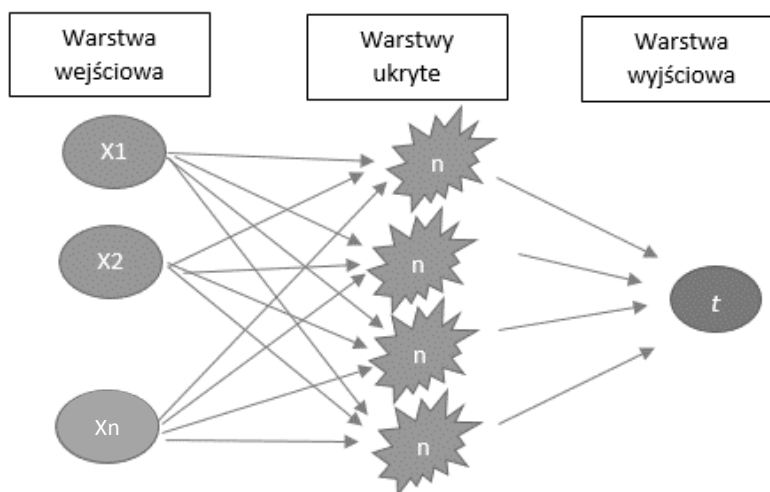 Warstwa
wejściowa
Warstwy
ukryte
Warstwa
wyjściowa
X1
n
X2
n
t
n
Xn
n